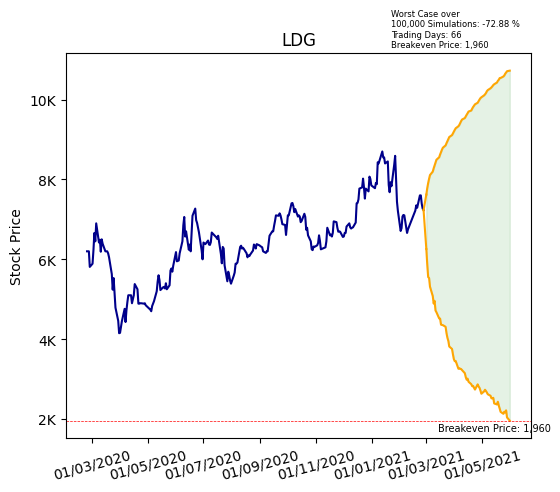 Worst Case over
100,000 Simulations: -72.88 %
Trading Days: 66
Breakeven Price: 1,960
LDG
Stock Price
10K
8K
6K
4K
2K
Breakeven Price: 1,960
01/03/2020
01/05/2020
01/07/2020
01/09/2020
01/11/2020
01/01/2021
01/03/2021
01/05/2021